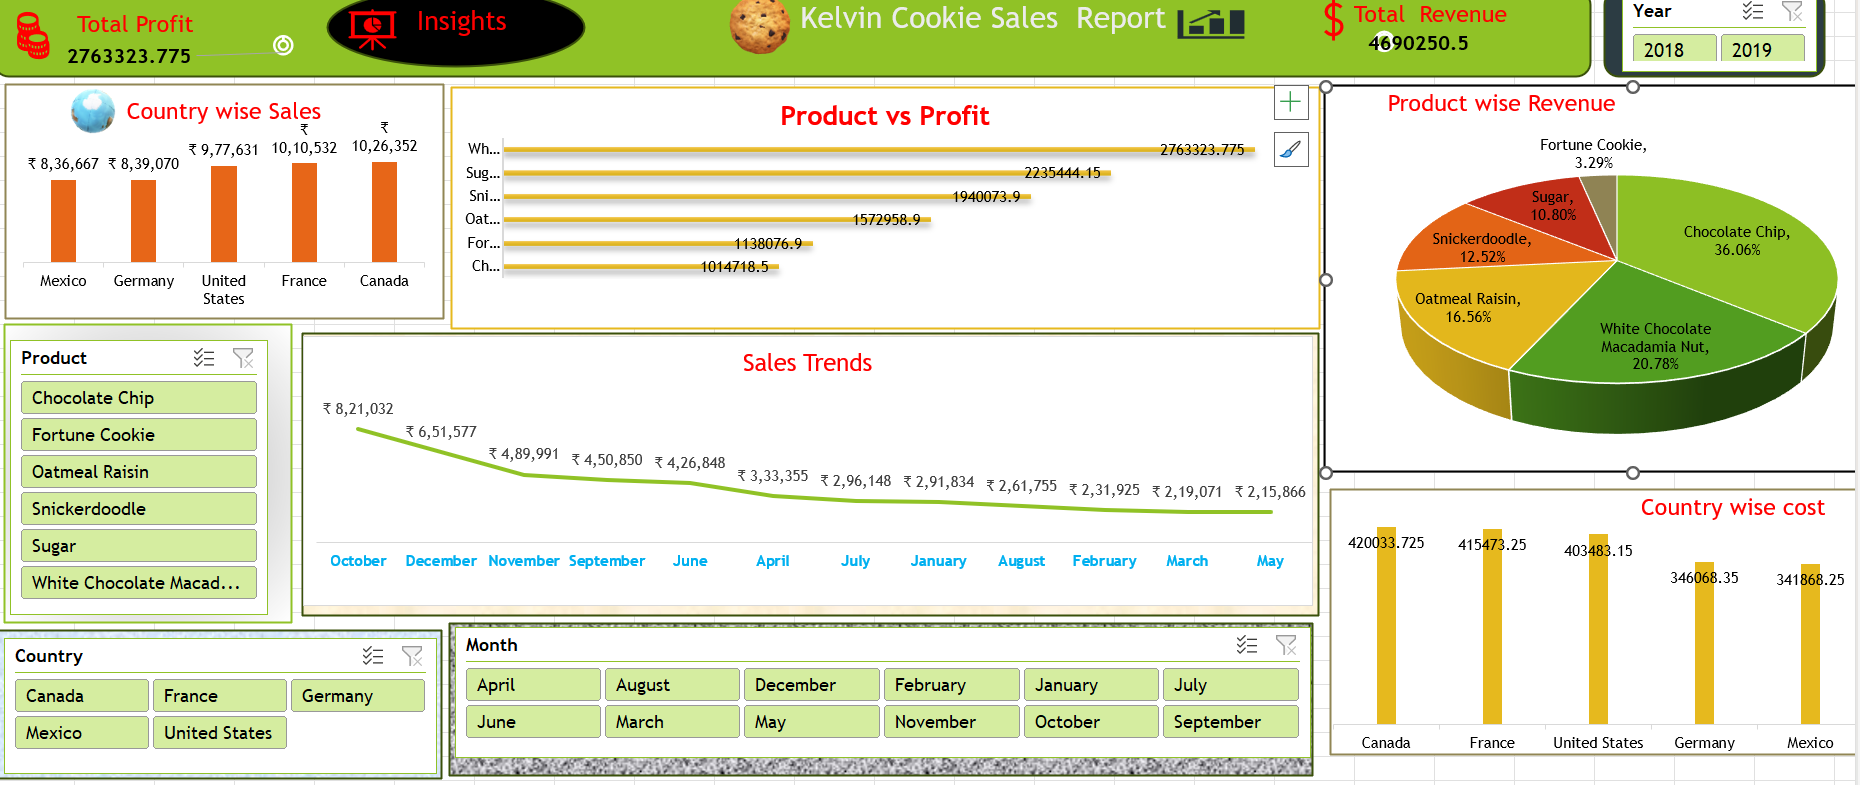 Total Profit
2763323.775
Insights
Kelvin Cookie Sales Report
Total Revenue
4690250.5
Year
2018
2019
Country wise Sales
₹ 8,36,667
₹ 8,39,070
₹ 9,77,631
₹
10,10,532
₹
10,26,352
Mexico
Germany
United
States
France
Canada
Product vs Profit
Wh...
2763323.775
Sug...
2235444.15
Sni...
1940073.9
Oat...
1572958.9
For...
1138076.9
Ch...
1014718.5
Product wise Revenue
Fortune Cookie,
3.29%
Sugar,
10.80%
Chocolate Chip,
36.06%
Snickerdoodle,
12.52%
Oatmeal Raisin,
16.56%
White Chocolate
Macadamia Nut,
20.78%
Product
Chocolate Chip
Fortune Cookie
Oatmeal Raisin
Snickerdoodle
Sugar
White Chocolate Macad...
Sales Trends
₹ 8,21,032
₹ 6,51,577
₹ 4,89,991
₹ 4,50,850
₹ 4,26,848
₹ 3,33,355
₹ 2,96,148
₹ 2,91,834
₹ 2,61,755
₹ 2,31,925
₹ 2,19,071
₹ 2,15,866
October
December
November
September
June
April
July
January
August
February
March
May
Country wise cost
420033.725
415473.25
403483.15
346068.35
341868.25
Canada
France
United States
Germany
Mexico
Country
Canada
France
Germany
Mexico
United States
Month
April
August
December
February
January
July
June
March
May
November
October
September